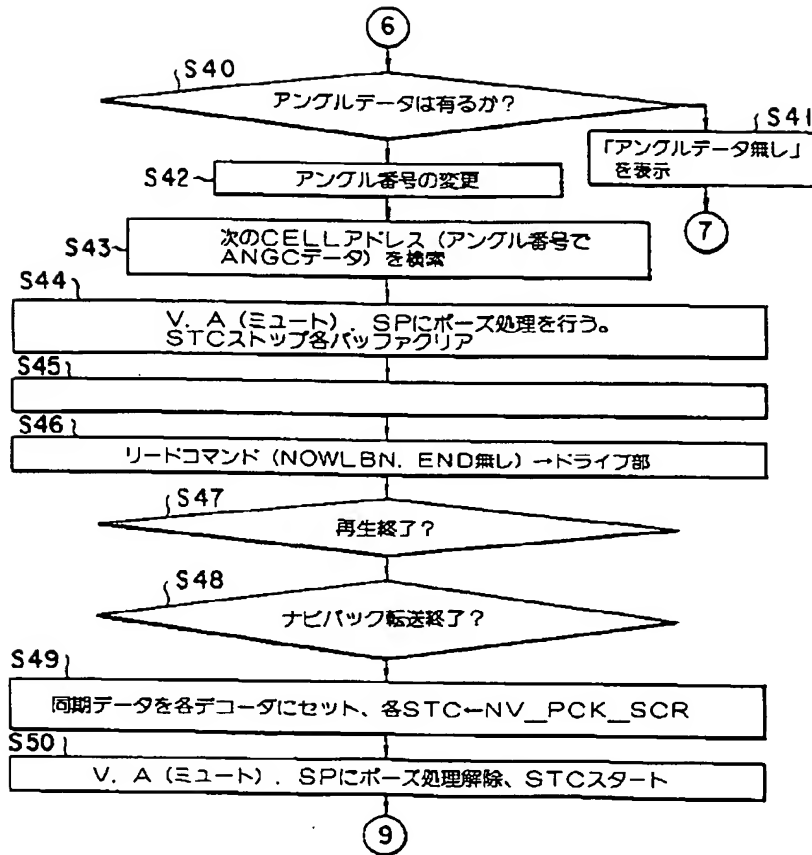 6
S40
アングルデータは有るか?
S41
「アングルデータ無し」
を表示
7
S42
アングル番号の変更
S43
次のCELLアドレス(アングル番号で
ANGCデータ)を検索
S44
V. A(ミュート). SPにポーズ処理を行う。
STCストップ各バッファクリア
S45
S46
リードコマンド(NOWLBN. END無し)→ドライブ部
S47
再生終了?
S48
ナビパック転送終了?
S49
同期データを各デコーダにセット、各STC←NV_PCK_SCR
S50
V. A(ミュート). SPにポーズ処理解除、STCスタート
9